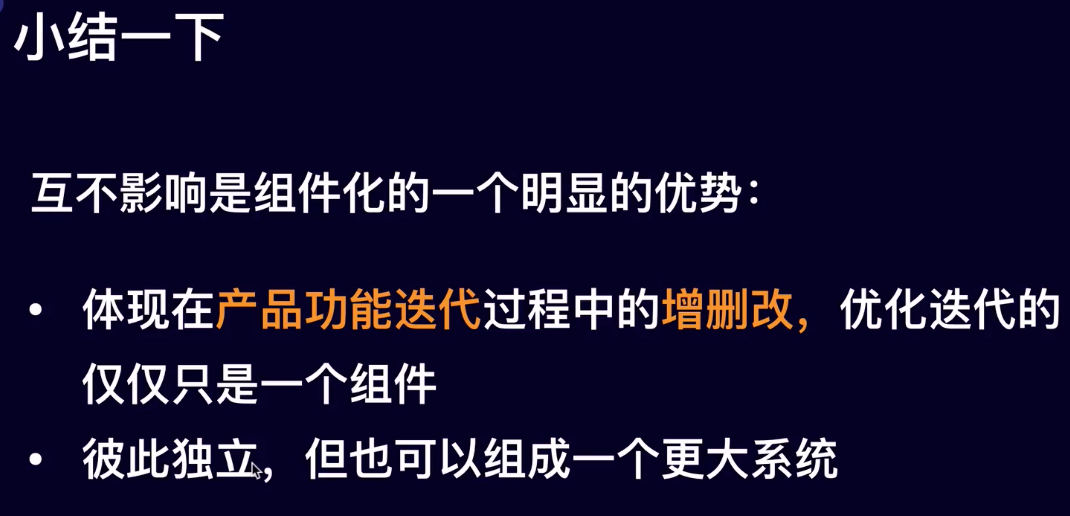 小结一下
互不影响是组件化的一个明显的优势：
• 体现在产品功能迭代过程中的增删改，优化迭代的
仅仅只是一个组件
• 彼此独立，但也可以组成一个更大系统